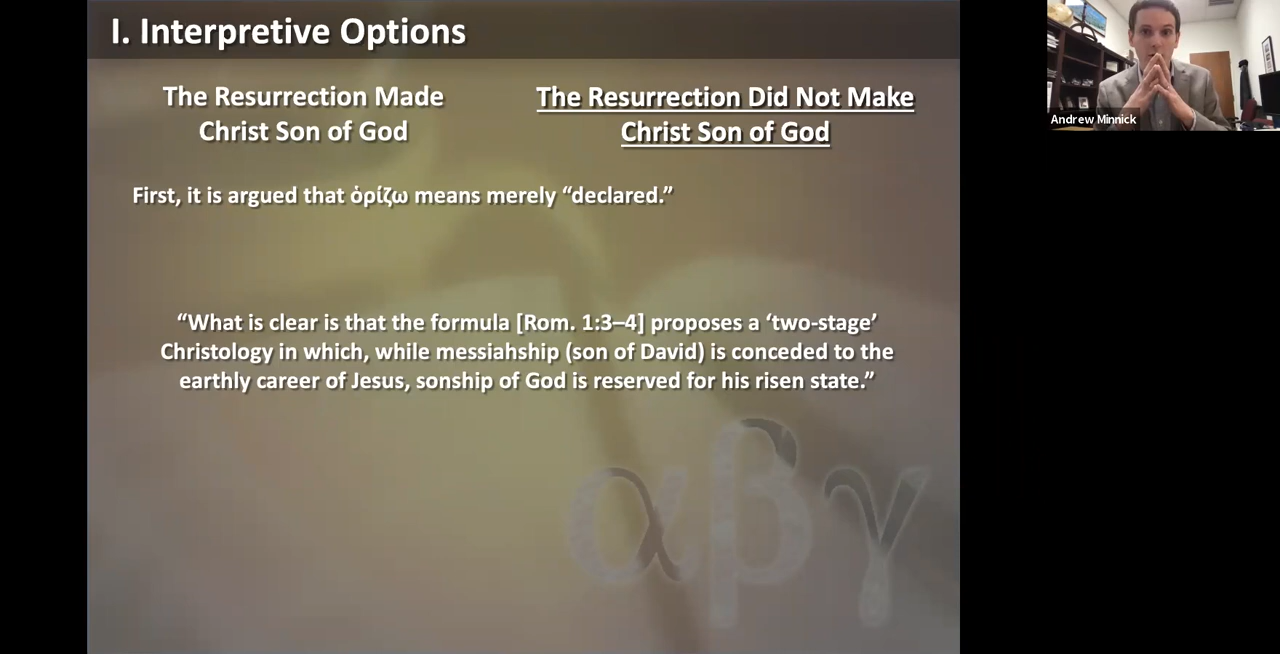 I. Interpretive Options
The Resurrection Made
Christ Son of God
The Resurrection Did Not Make
Christ Son of God
First, it is argued that ὁρίζω means merely “declared.”
“What is clear is that the formula [Rom. 1:3–4] proposes a ‘two-stage’
Christology in which, while messiahship (son of David) is conceded to the
earthly career of Jesus, sonship of God is reserved for his risen state.”
αβγ
Andrew Minnick